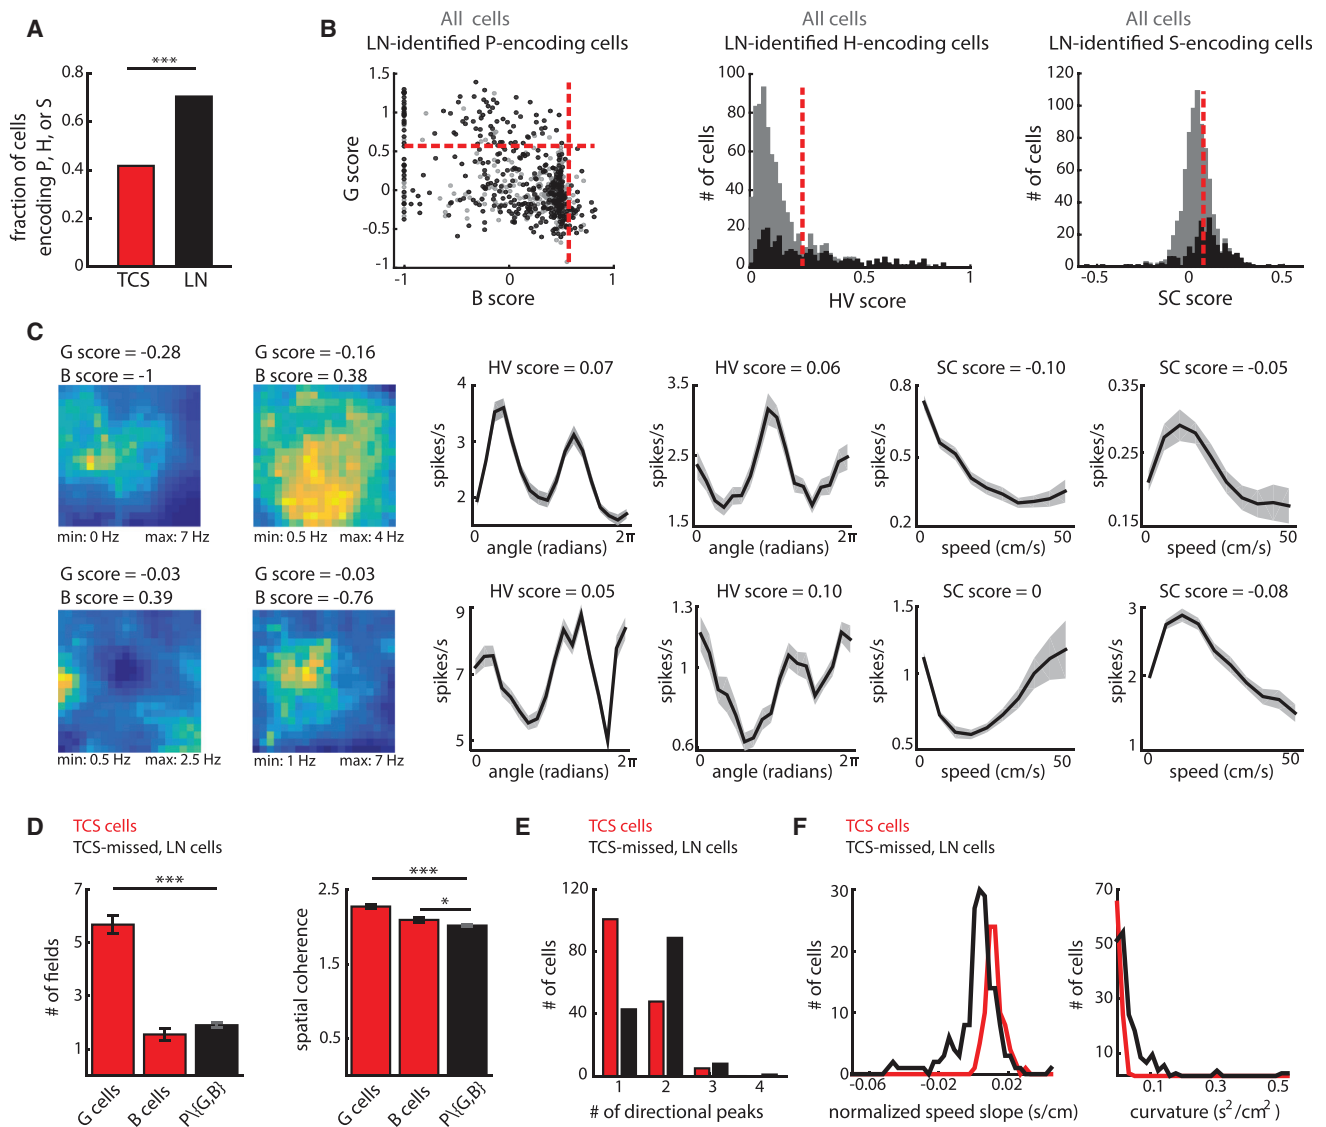 A
***
fraction of cells
encoding P, H, or S
0.8
0.6
0.4
0.2
0
TCS
LN
B
All cells
LN-identified P-encoding cells
G score
1.5
1
0.5
0
-0.5
-1
-1
0
1
B score
All cells
LN-identified H-encoding cells
# of cells
100
80
60
40
20
0
0
0.5
1
HV score
All cells
LN-identified S-encoding cells
# of cells
120
100
80
60
40
20
0
-0.5
0
0.5
SC score
C
G score = -0.28
B score = -1
min: 0 Hz
max: 7 Hz
G score = -0.16
B score = 0.38
min: 0.5 Hz
max: 4 Hz
HV score = 0.07
spikes/s
4
3
2
0
2π
angle (radians)
HV score = 0.06
spikes/s
3.5
2.5
1.5
0
2π
angle (radians)
SC score = -0.10
spikes/s
0.8
0.5
0.2
0
50
speed (cm/s)
SC score = -0.05
spikes/s
0.35
0.25
0.15
0
50
speed (cm/s)
G score = -0.03
B score = 0.39
min: 0.5 Hz
max: 2.5 Hz
G score = -0.03
B score = -0.76
min: 1 Hz
max: 7 Hz
HV score = 0.05
spikes/s
9
7
5
0
2π
angle (radians)
HV score = 0.10
spikes/s
1.3
1
0.6
0
2π
angle (radians)
SC score = 0
spikes/s
1.5
1
0.5
0
50
speed (cm/s)
SC score = -0.08
spikes/s
3
2
1
0
50
speed (cm/s)
D
TCS cells
TCS-missed, LN cells
***
# of fields
7
5
3
1
G cells
B cells
P\{G,B}
***
*
spatial coherence
2.5
1.5
0.5
G cells
B cells
P\{G,B}
E
TCS cells
TCS-missed, LN cells
# of cells
120
80
40
0
1
2
3
4
# of directional peaks
F
TCS cells
TCS-missed, LN cells
# of cells
30
20
10
0
-0.06
-0.02
0.02
normalized speed slope (s/cm)
# of cells
70
50
30
10
0.1
0.3
0.5
curvature (s²/cm²)